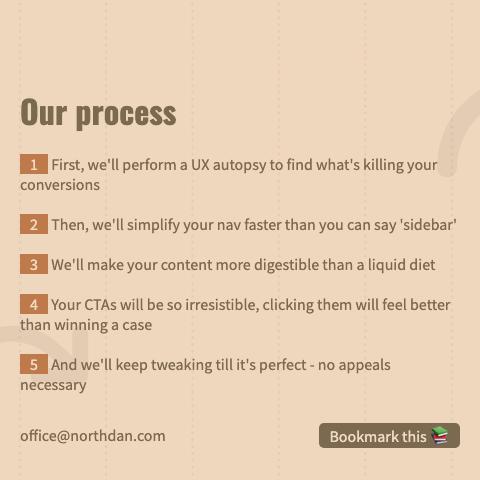 Our process
1 First, we'll perform a UX autopsy to find what's killing your
conversions
2 Then, we'll simplify your nav faster than you can say 'sidebar'
3 We'll make your content more digestible than a liquid diet
4 Your CTAs will be so irresistible, clicking them will feel better
than winning a case
5 And we'll keep tweaking till it's perfect - no appeals
necessary
office@northdan.com
Bookmark this 📚